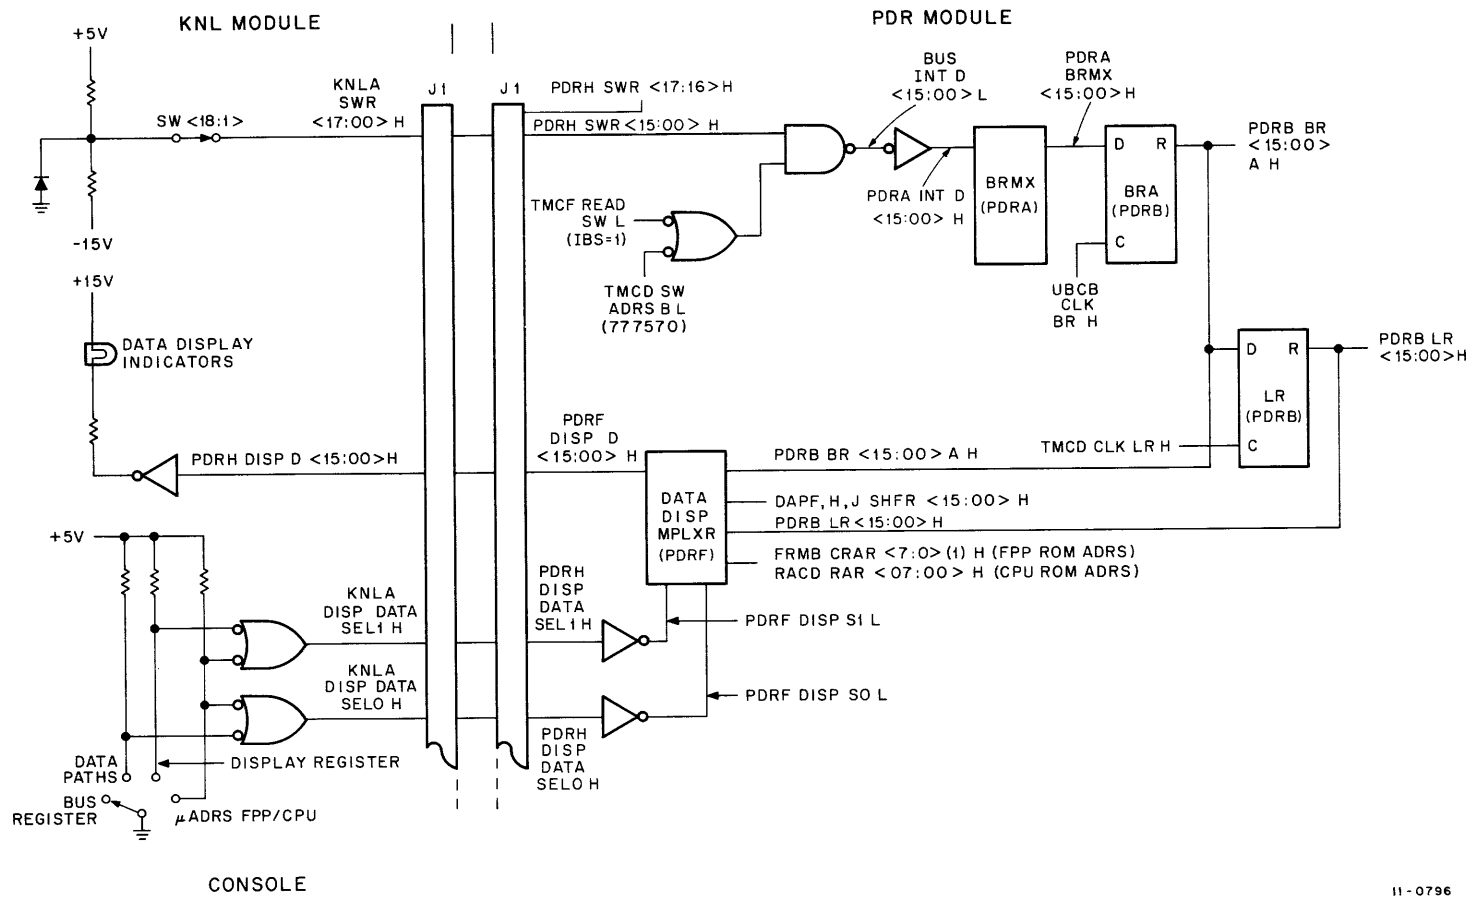 KNL MODULE
PDR MODULE
+5V
SW <18:1>
KNLA
SWR
<17:00> H
J1
J1
PDRH SWR <17:16> H
PDRH SWR <15:00> H
BUS
INT D
<15:00> L
PDRA
BRMX
<15:00> H
PDRB BR
<15:00>
A H
D R
BRA
(PDRB)
C
BRMX
(PDRA)
PDRA INT D
<15:00> H
TMCF READ
SW L
(IBS=1)
TMCD SW
ADRS B L
(777570)
UBCB
CLK
BR H
-15V
+15V
DATA DISPLAY
INDICATORS
D R
LR
(PDRB)
C
PDRB LR
<15:00> H
TMCD CLK LR H
PDRH DISP D <15:00> H
PDRF
DISP D
<15:00> H
DATA
DISP
MPLXR
(PDRF)
PDRB BR <15:00> A H
DAPF, H, J SHFR <15:00> H
PDRB LR <15:00> H
FRMB CRAR <7:0> (1) H (FPP ROM ADRS)
RACD RAR <07:00> H (CPU ROM ADRS)
+5V
KNLA
DISP DATA
SEL1 H
PDRH
DISP
DATA
SEL 1 H
PDRF DISP S1 L
KNLA
DISP DATA
SEL0 H
PDRF DISP S0 L
PDRH
DISP
DATA
SEL0 H
DATA
PATHS
DISPLAY REGISTER
BUS
REGISTER
µADRS FPP/CPU
CONSOLE
11-0796